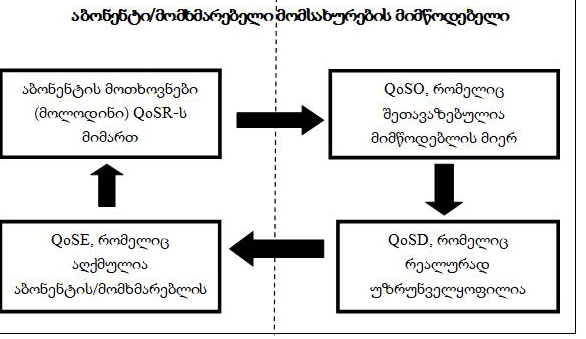 აბონენტი/მომხმარებელი მომსახურების მიმწოდებელი
აბონენტის მოთხოვნები
(მოლოდინი) QoSR-ს
მიმართ
QoSO, რომელიც
შეთავაზებულია
მიმწოდებლის მიერ
QoSE, რომელიც
აღქმულია
აბონენტის/მომხმარებლის
QoSD, რომელიც
რეალურად
უზრუნველყოფილია